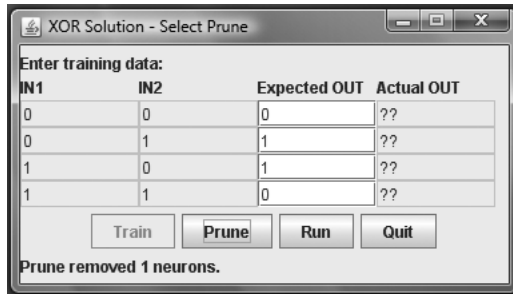 XOR Solution - Select Prune
Enter training data:
IN1 IN2 Expected OUT Actual OUT
0 0 0 ??
0 1 1 ??
1 0 1 ??
1 1 0 ??
Train Prune Run Quit
Prune removed 1 neurons.